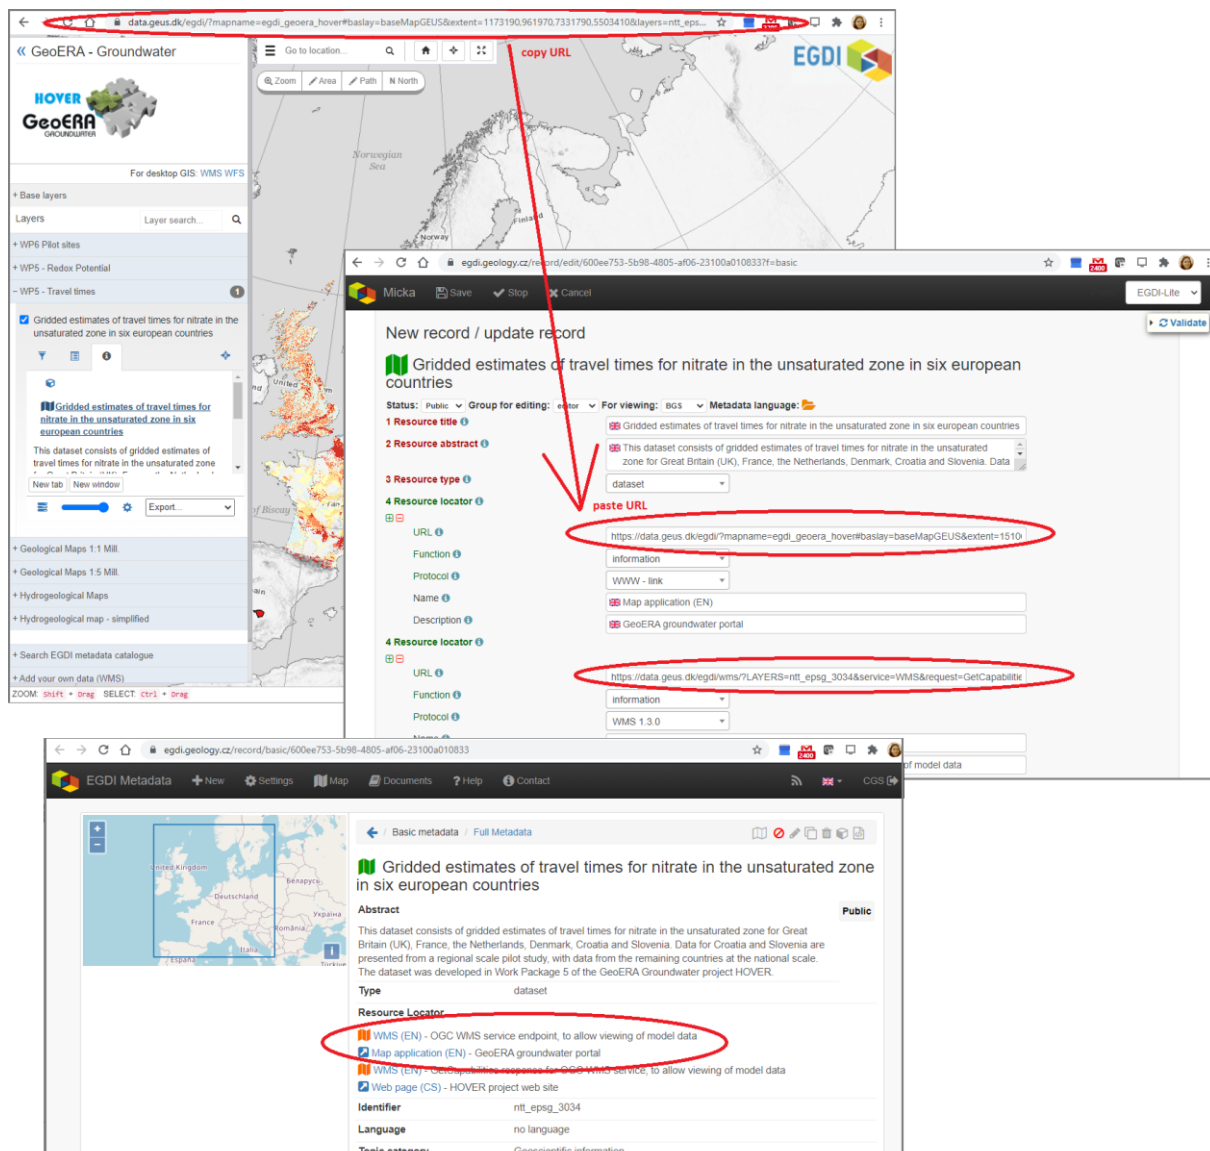 data.geus.dk/egdi/?mapname=egdi_geoera_hover#baslay=baseMapGEUS&extent=1173190,961970,7331790,5503410&layers=ntt_eps...
2400
GeoERA - Groundwater
Go to location...
copy URL
EGDI
Zoom
Area
Path
N North
HOVER
GeoERA
GROUNDWATER
For desktop GIS: WMS WFS
+ Base layers
Layers
Layer search...
+ WP6 Pilot sites
+ WP5 - Redox Potential
− WP5 - Travel times
1
Gridded estimates of travel times for nitrate in the
unsaturated zone in six european countries
Gridded estimates of travel times for
nitrate in the unsaturated zone in six
european countries
This dataset consists of gridded estimates of
travel times for nitrate in the unsaturated zone
New tab
New window
Export...
+ Geological Maps 1:1 Mill.
+ Geological Maps 1:5 Mill.
+ Hydrogeological Maps
+ Hydrogeological map - simplified
+ Search EGDI metadata catalogue
+ Add your own data (WMS)
ZOOM: Shift + Drag SELECT: Ctrl + Drag
Norwegian
Sea
Norway
Finland
United
of Biscay
egdi.geology.cz/record/edit/600ee753-5b98-4805-af06-23100a010833?f=basic
2400
Micka
Save
Stop
Cancel
EGDI-Lite
Validate
New record / update record
Gridded estimates of travel times for nitrate in the unsaturated zone in six european
countries
Status: Public Group for editing: editor For viewing: BGS Metadata language:
1 Resource title
Gridded estimates of travel times for nitrate in the unsaturated zone in six european countries
2 Resource abstract
This dataset consists of gridded estimates of travel times for nitrate in the unsaturated
zone for Great Britain (UK), France, the Netherlands, Denmark, Croatia and Slovenia. Data
3 Resource type
dataset
4 Resource locator
paste URL
URL
https://data.geus.dk/egdi/?mapname=egdi_geoera_hover#baslay=baseMapGEUS&extent=1510
Function
information
Protocol
WWW - link
Name
Map application (EN)
Description
GeoERA groundwater portal
4 Resource locator
URL
https://data.geus.dk/egdi/wms/?LAYERS=ntt_epsg_3034&service=WMS&request=GetCapabilitie
Function
information
Protocol
WMS 1.3.0
Name
of model data
egdi.geology.cz/record/basic/600ee753-5b98-4805-af06-23100a010833
2400
EGDI Metadata
New
Settings
Map
Documents
Help
Contact
CGS
+
−
United Kingdom
Беларусь
Deutschland
France
Україна
România
Italia
España
Türkiye
Basic metadata / Full Metadata
Gridded estimates of travel times for nitrate in the unsaturated zone
in six european countries
Abstract
Public
This dataset consists of gridded estimates of travel times for nitrate in the unsaturated zone for Great
Britain (UK), France, the Netherlands, Denmark, Croatia and Slovenia. Data for Croatia and Slovenia are
presented from a regional scale pilot study, with data from the remaining countries at the national scale.
The dataset was developed in Work Package 5 of the GeoERA Groundwater project HOVER.
Type
dataset
Resource Locator
WMS (EN) - OGC WMS service endpoint, to allow viewing of model data
Map application (EN) - GeoERA groundwater portal
WMS (EN) - GetCapabilities response for OGC WMS service, to allow viewing of model data
Web page (CS) - HOVER project web site
Identifier
ntt_epsg_3034
Language
no language
Topic category
Geoscientific information